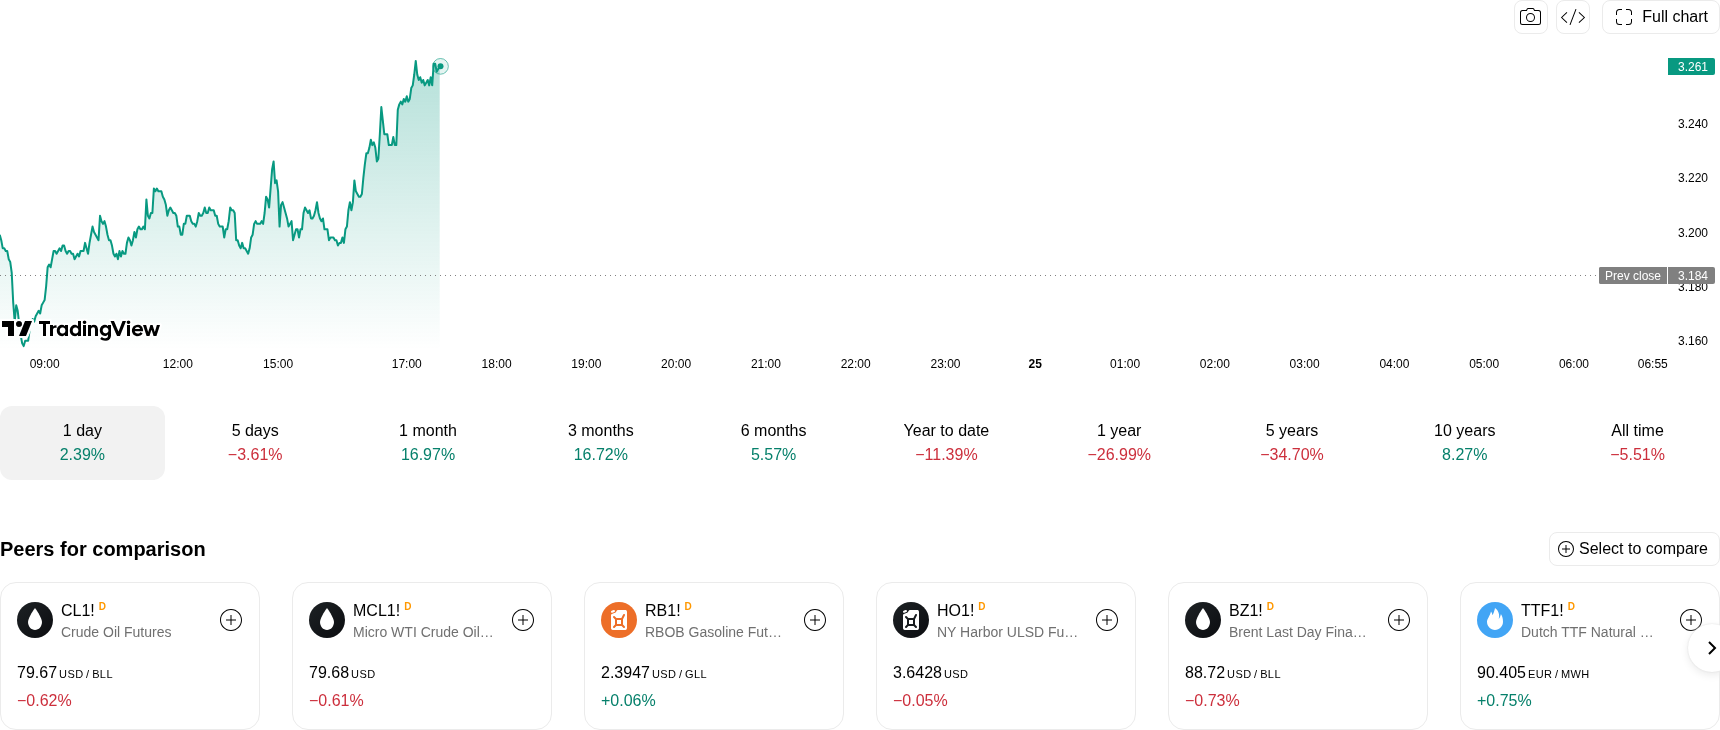 Full chart
3.261
3.240
3.220
3.200
Prev close 3.184
3.180
3.160
TradingView
09:00 12:00 15:00 17:00 18:00 19:00 20:00 21:00 22:00 23:00 25 01:00 02:00 03:00 04:00 05:00 06:00 06:55
1 day 5 days 1 month 3 months 6 months Year to date 1 year 5 years 10 years All time
2.39% −3.61% 16.97% 16.72% 5.57% −11.39% −26.99% −34.70% 8.27% −5.51%
Peers for comparison
Select to compare
CL1! D
Crude Oil Futures
79.67 USD / BLL
−0.62%
MCL1! D
Micro WTI Crude Oil…
79.68 USD
−0.61%
RB1! D
RBOB Gasoline Fut…
2.3947 USD / GLL
+0.06%
HO1! D
NY Harbor ULSD Fu…
3.6428 USD
−0.05%
BZ1! D
Brent Last Day Fina…
88.72 USD / BLL
−0.73%
TTF1! D
Dutch TTF Natural …
90.405 EUR / MWH
+0.75%